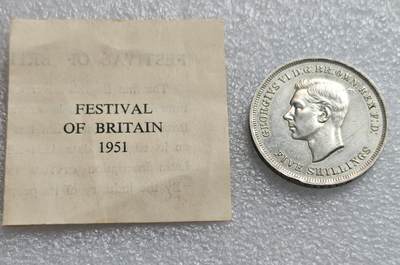 FESTIVAL
OF BRITAIN
1951
GEORGIVS VI D:G:BR:OMN:REX F:D:
FIVE SHILLINGS